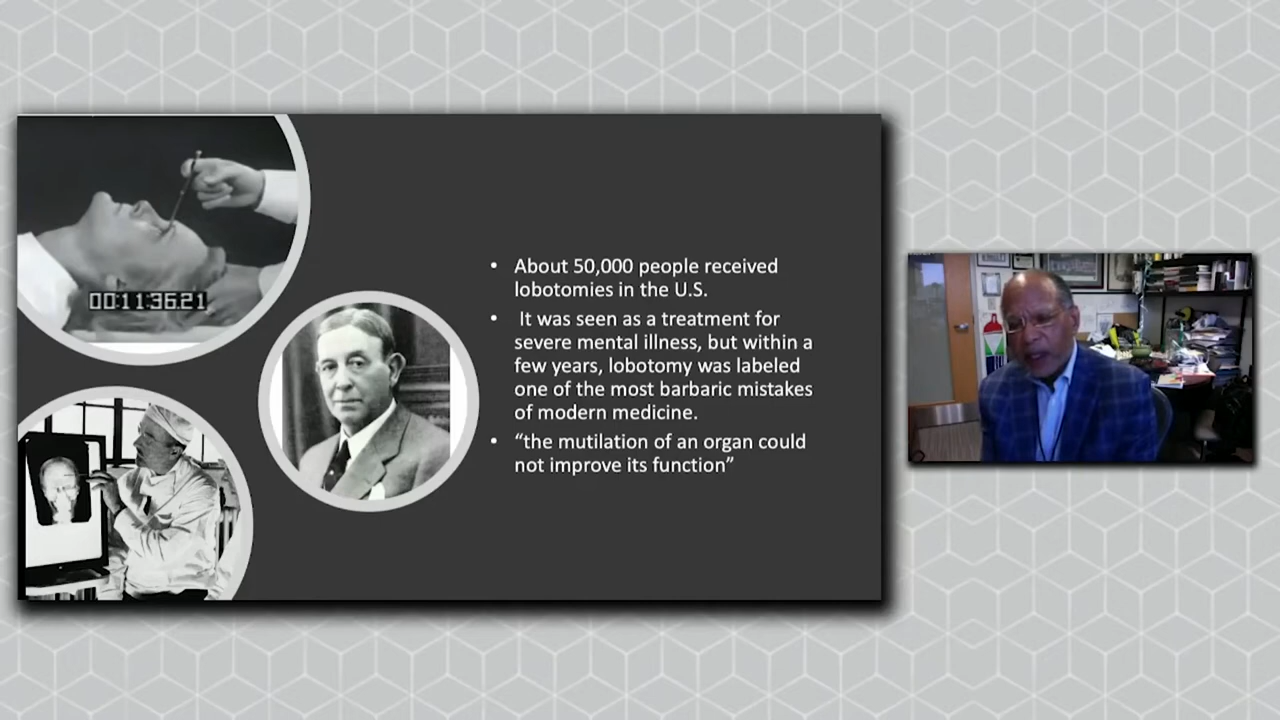 00:11:36:21
• About 50,000 people received
lobotomies in the U.S.
• It was seen as a treatment for
severe mental illness, but within a
few years, lobotomy was labeled
one of the most barbaric mistakes
of modern medicine.
• “the mutilation of an organ could
not improve its function”